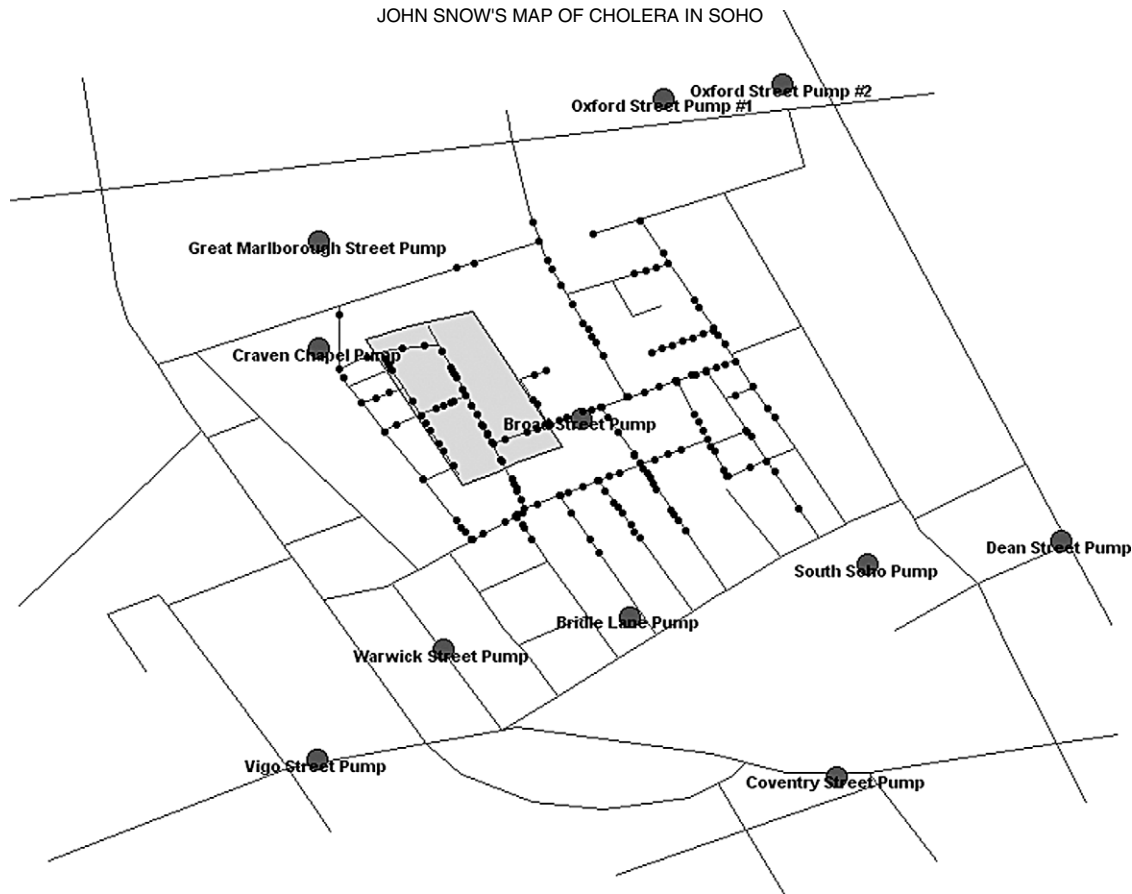 JOHN SNOW'S MAP OF CHOLERA IN SOHO
Oxford Street Pump #2
Oxford Street Pump #1
Great Marlborough Street Pump
Craven Chapel Pump
Broad Street Pump
Dean Street Pump
South Soho Pump
Bridle Lane Pump
Warwick Street Pump
Vigo Street Pump
Coventry Street Pump